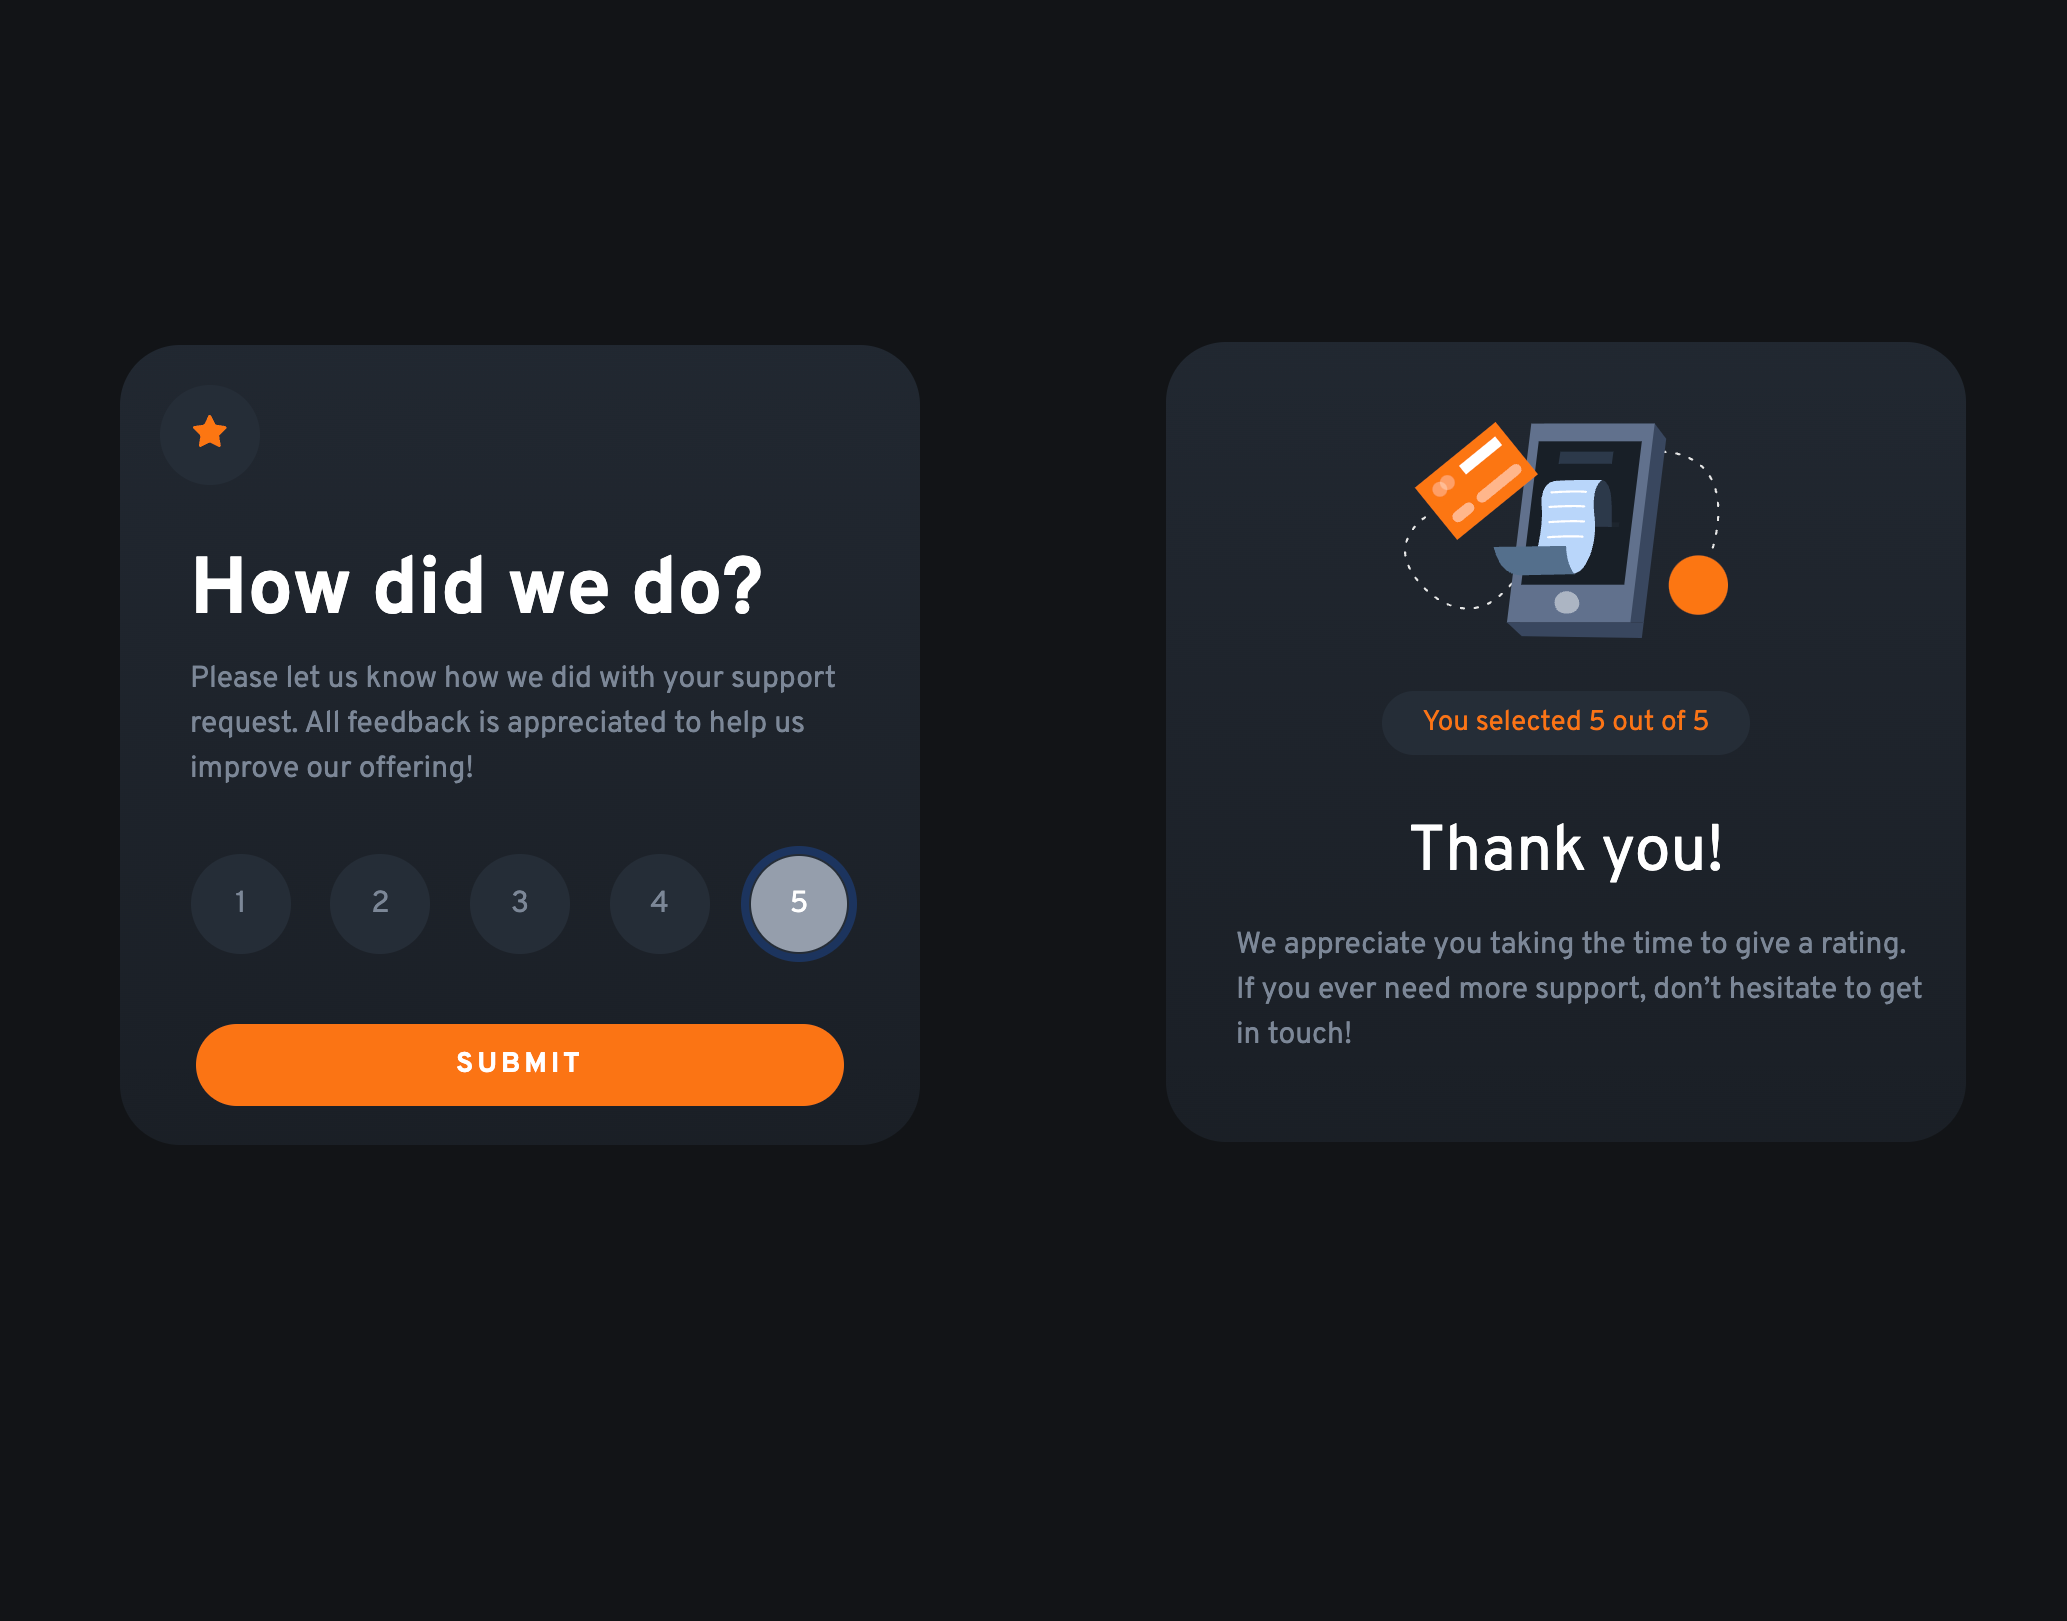 How did we do?
Please let us know how we did with your support
request. All feedback is appreciated to help us
improve our offering!
1 2 3 4 5
SUBMIT
You selected 5 out of 5
Thank you!
We appreciate you taking the time to give a rating.
If you ever need more support, don’t hesitate to get
in touch!